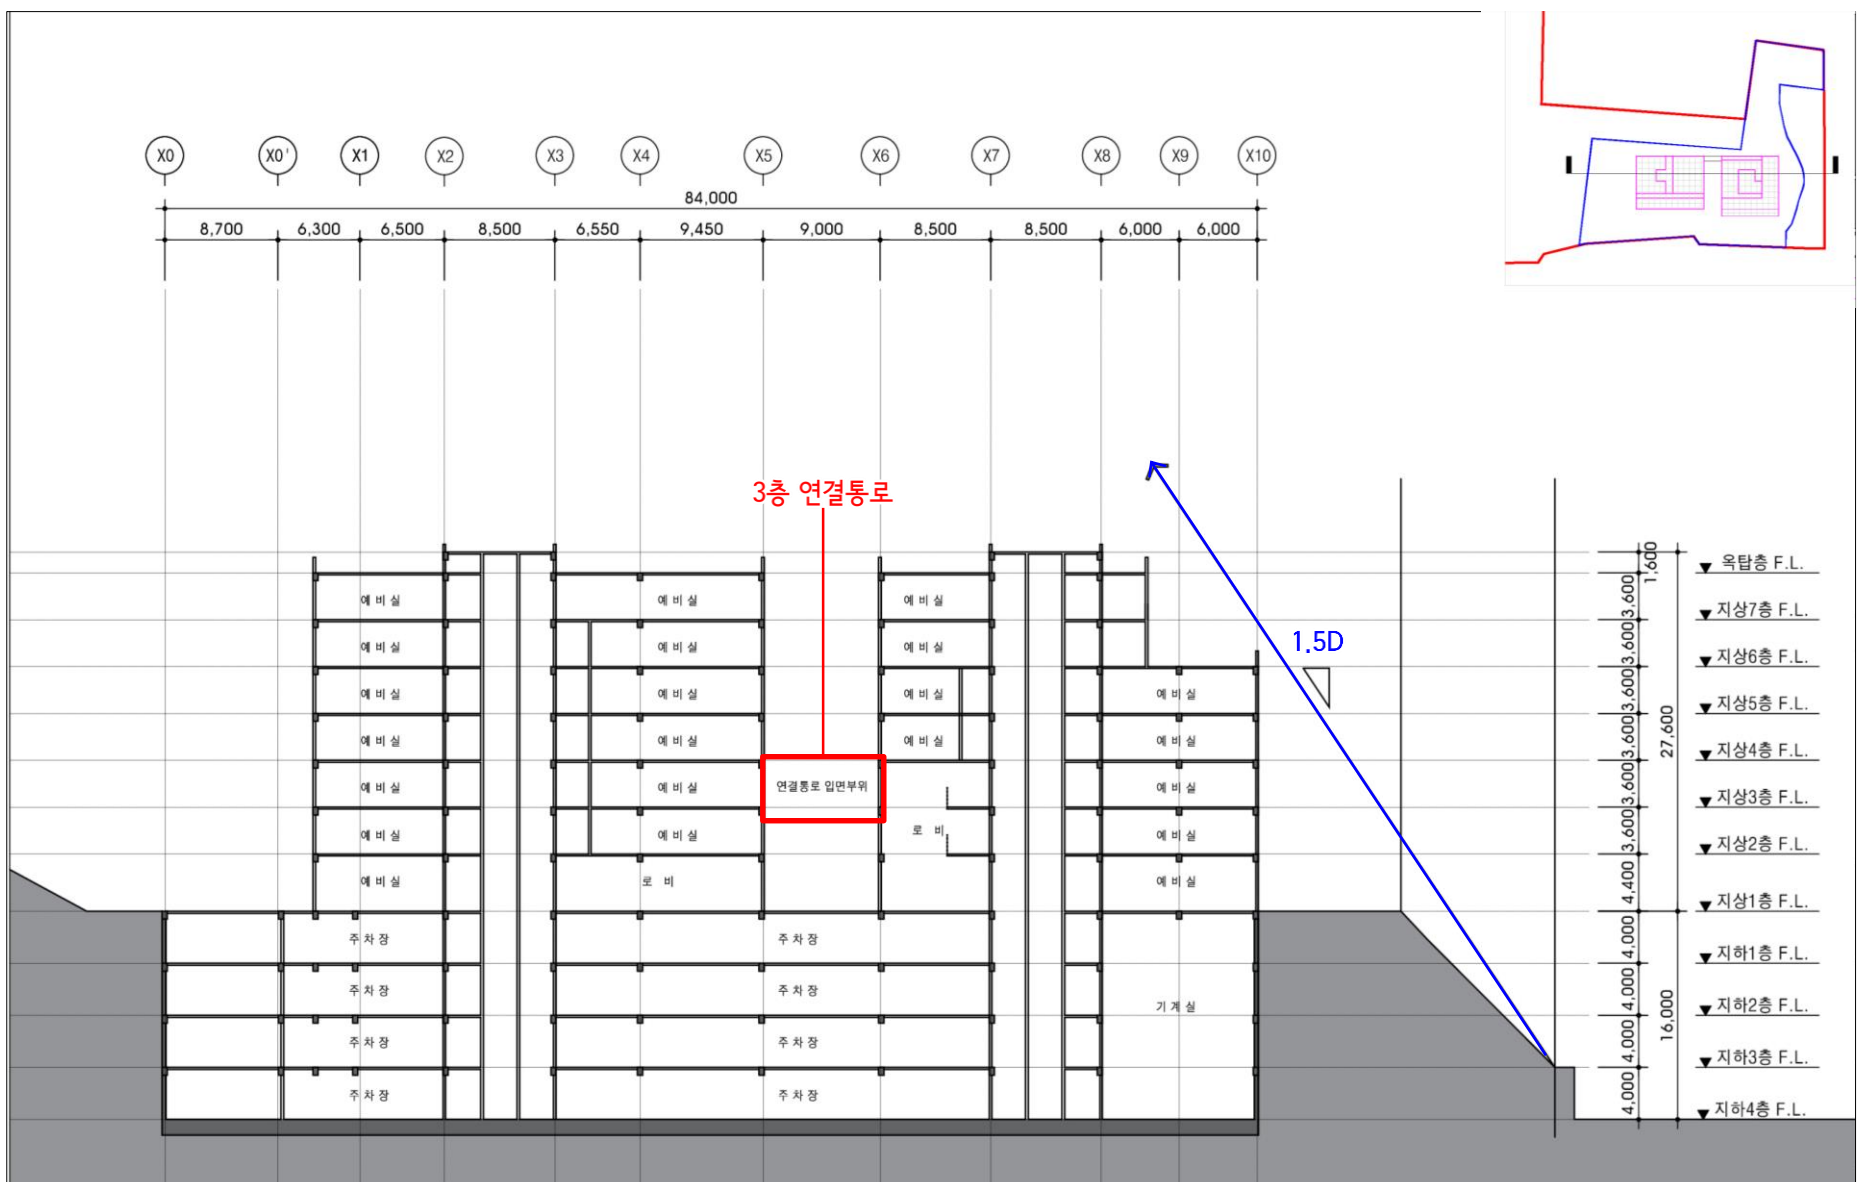 X0 X0' X1 X2 X3 X4 X5 X6 X7 X8 X9 X10
84,000
8,700 6,300 6,500 8,500 6,550 9,450 9,000 8,500 8,500 6,000 6,000
3층 연결통로
1.5D
1,600
옥탑층 F.L.
예 비 실 예 비 실 예 비 실
3,600
지상7층 F.L.
예 비 실 예 비 실 예 비 실
3,600
지상6층 F.L.
예 비 실 예 비 실 예 비 실 예 비 실
3,600
지상5층 F.L.
예 비 실 예 비 실 예 비 실 예 비 실
3,600
27,600
지상4층 F.L.
예 비 실 예 비 실 연결통로 입면부위 예 비 실
3,600
지상3층 F.L.
예 비 실 예 비 실 로 비 예 비 실
3,600
지상2층 F.L.
예 비 실 로 비 예 비 실
4,400
지상1층 F.L.
주 차 장 주 차 장
4,000
지하1층 F.L.
주 차 장 주 차 장 기 계 실
4,000
16,000
지하2층 F.L.
주 차 장 주 차 장
4,000
지하3층 F.L.
주 차 장 주 차 장
4,000
지하4층 F.L.